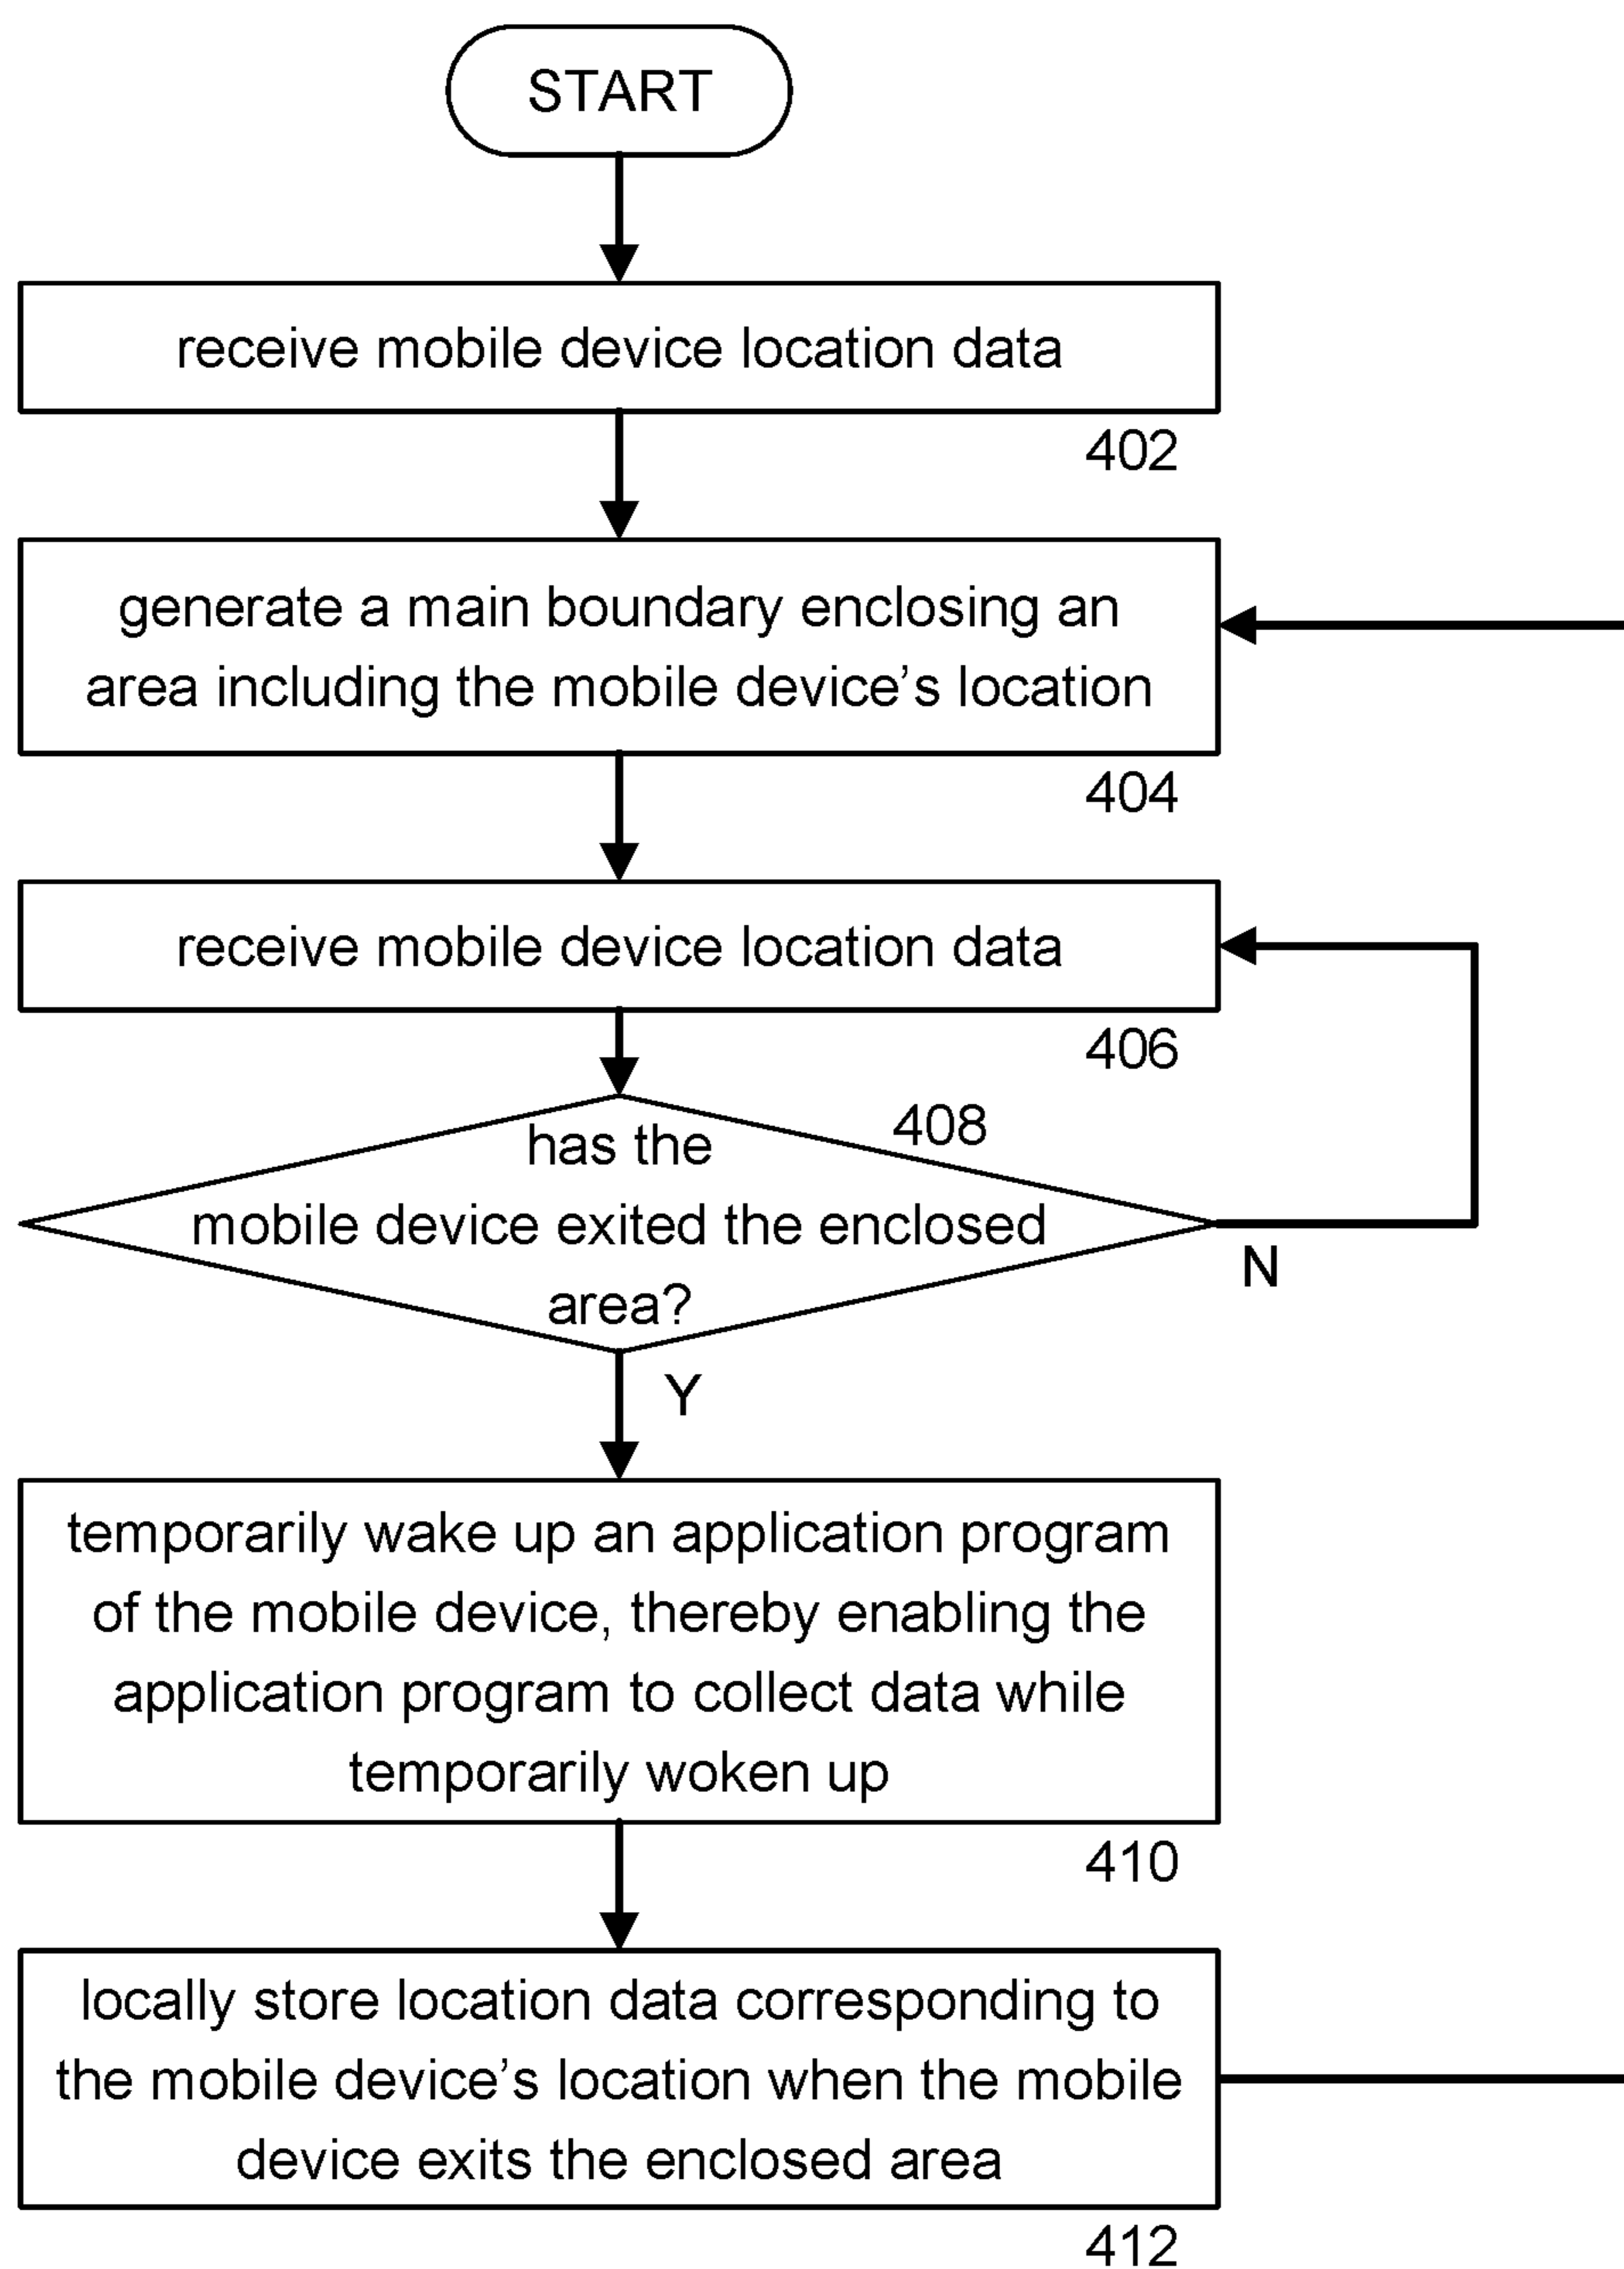 START
receive mobile device location data
402
generate a main boundary enclosing an
area including the mobile device’s location
404
receive mobile device location data
406
408
has the
mobile device exited the enclosed
area?
N
Y
temporarily wake up an application program
of the mobile device, thereby enabling the
application program to collect data while
temporarily woken up
410
locally store location data corresponding to
the mobile device’s location when the mobile
device exits the enclosed area
412